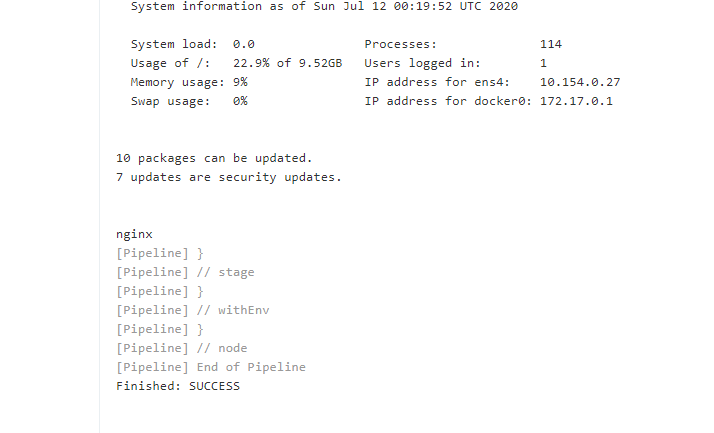 System information as of Sun Jul 12 00:19:52 UTC 2020
System load:  0.0               Processes:              114
Usage of /:   22.9% of 9.52GB   Users logged in:        1
Memory usage: 9%                IP address for ens4:    10.154.0.27
Swap usage:   0%                IP address for docker0: 172.17.0.1
10 packages can be updated.
7 updates are security updates.
nginx
[Pipeline] }
[Pipeline] // stage
[Pipeline] }
[Pipeline] // withEnv
[Pipeline] }
[Pipeline] // node
[Pipeline] End of Pipeline
Finished: SUCCESS